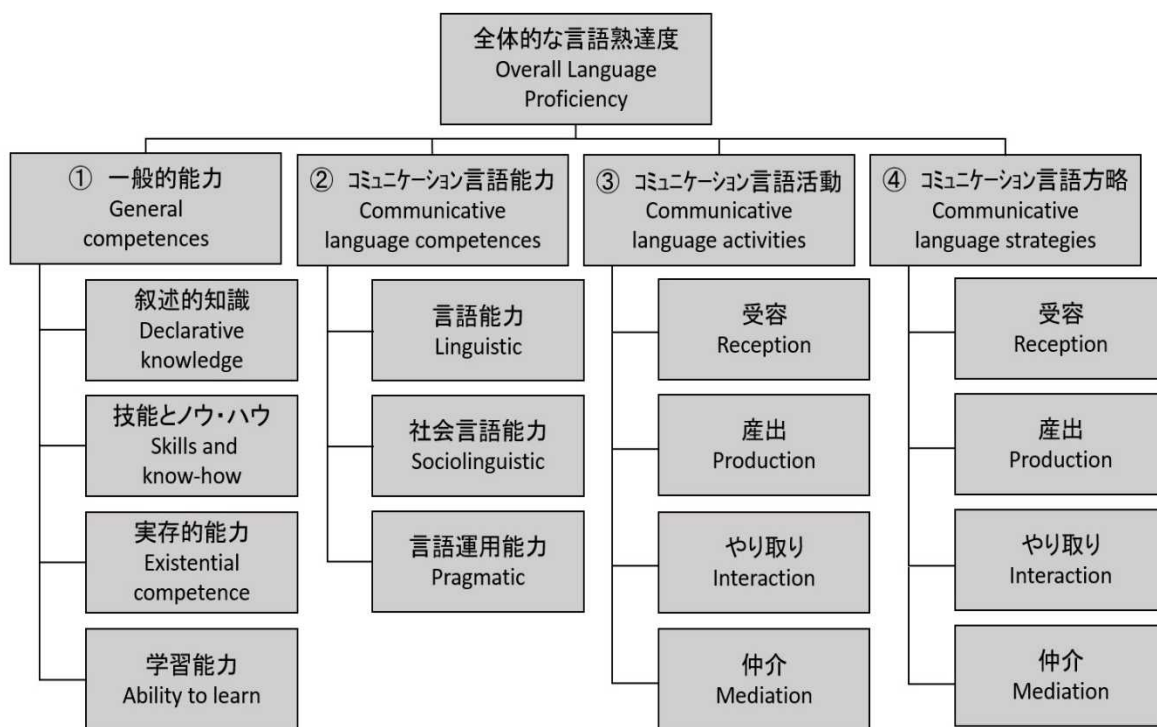 全体的な言語熟達度
Overall Language
Proficiency
① 一般的能力
General
competences
叙述的知識
Declarative
knowledge
技能とノウ・ハウ
Skills and
know-how
実存的能力
Existential
competence
学習能力
Ability to learn
② コミュニケーション言語能力
Communicative
language competences
言語能力
Linguistic
社会言語能力
Sociolinguistic
言語運用能力
Pragmatic
③ コミュニケーション言語活動
Communicative
language activities
受容
Reception
産出
Production
やり取り
Interaction
仲介
Mediation
④ コミュニケーション言語方略
Communicative
language strategies
受容
Reception
産出
Production
やり取り
Interaction
仲介
Mediation